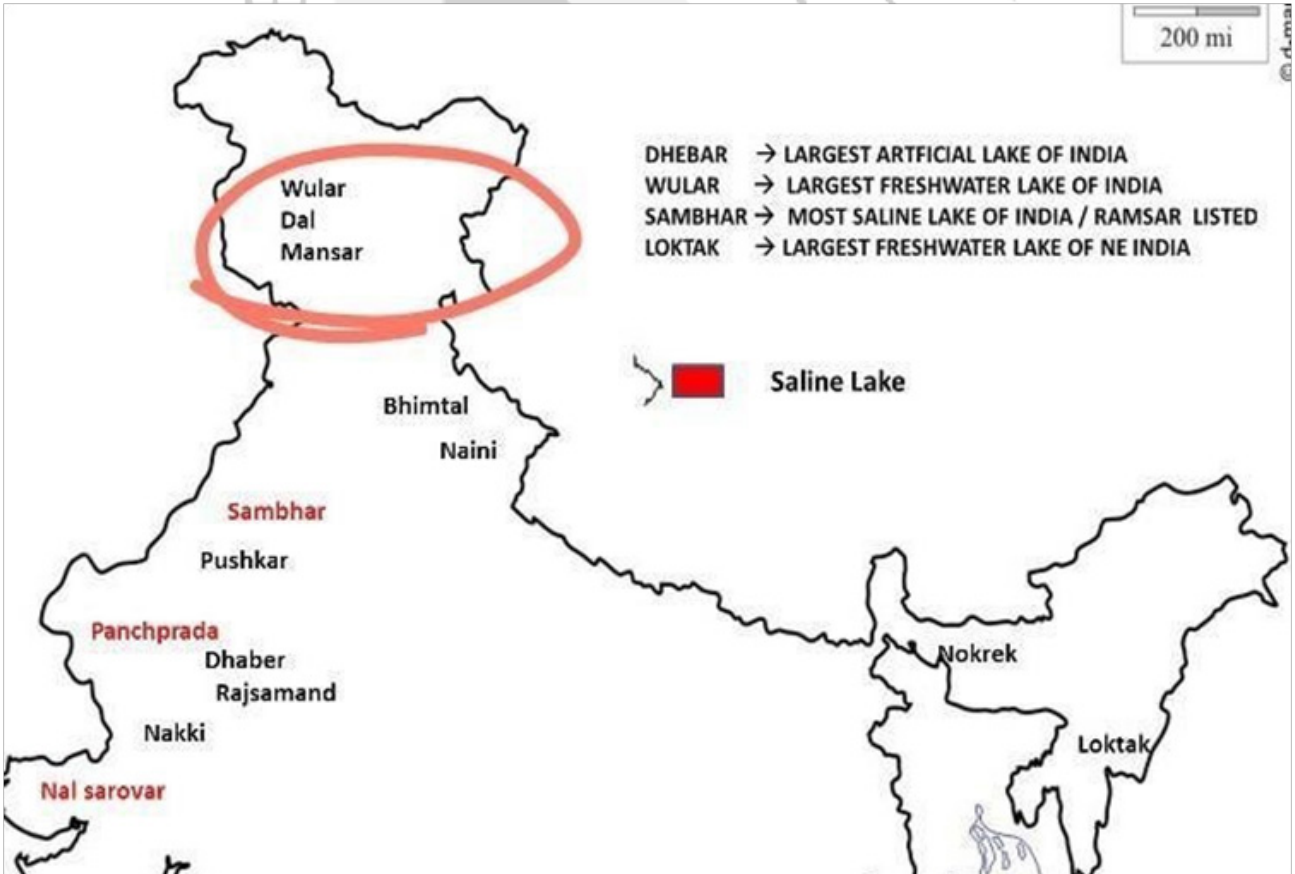 200 mi
DHEBAR → LARGEST ARTFICIAL LAKE OF INDIA
WULAR → LARGEST FRESHWATER LAKE OF INDIA
SAMBHAR → MOST SALINE LAKE OF INDIA / RAMSAR LISTED
LOKTAK → LARGEST FRESHWATER LAKE OF NE INDIA
Wular
Dal
Mansar
Saline Lake
Bhimtal
Naini
Sambhar
Pushkar
Panchprada
Dhaber
Rajsamand
Nakki
Nal sarovar
Nokrek
Loktak